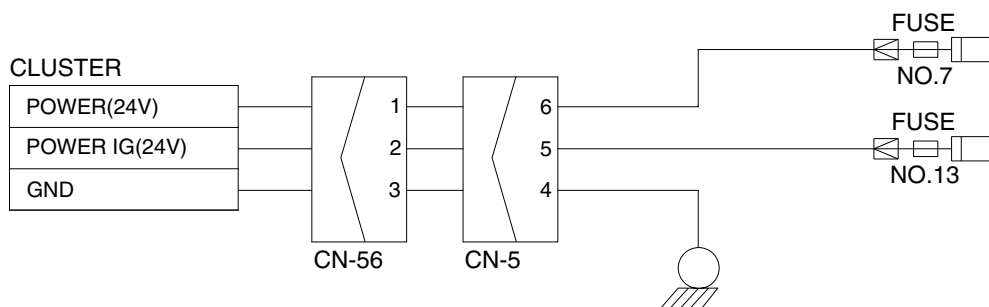 FUSE
NO.7
CLUSTER
POWER(24V)
1
6
FUSE
POWER IG(24V)
2
5
NO.13
GND
3
4
CN-56
CN-5